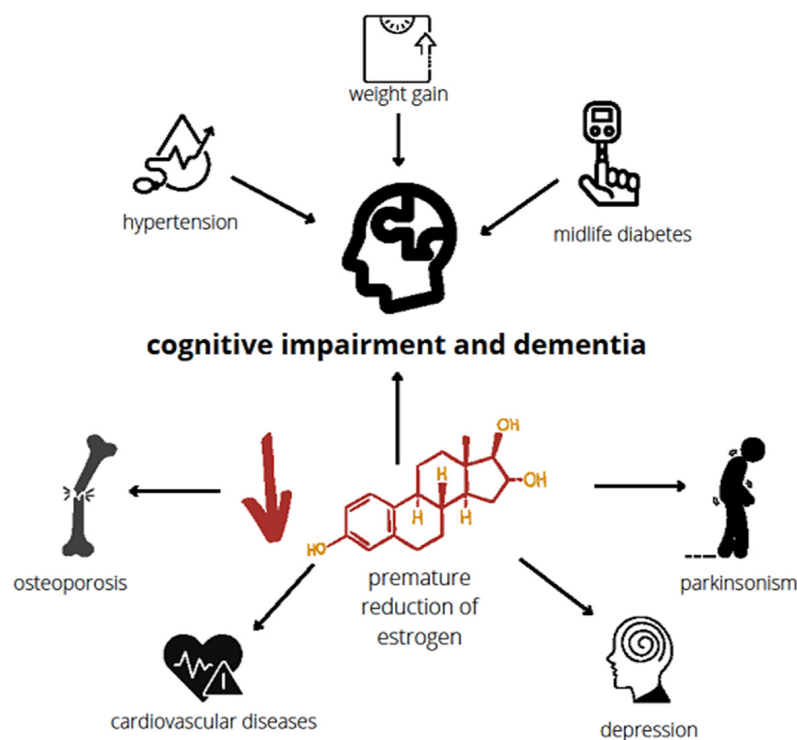 weight gain
hypertension
midlife diabetes
cognitive impairment and dementia
OH
H
OH
H
H
HO
osteoporosis
premature
reduction of
estrogen
parkinsonism
cardiovascular diseases
depression